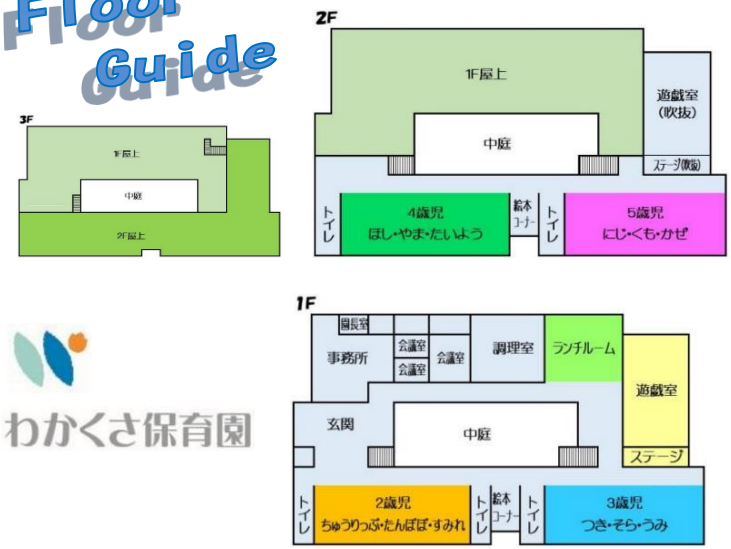 Floor
Guide
3F
1F屋上
中庭
2F屋上
2F
1F屋上
中庭
遊戯室
(吹抜)
ステージ(吹抜)
トイレ
4歳児
ほし・やま・たいよう
絵本
コーナー
トイレ
5歳児
にじ・くも・かぜ
わかくさ保育園
1F
園長室
事務所
会議室
会議室
会議室
調理室
ランチルーム
遊戯室
玄関
中庭
ステージ
トイレ
2歳児
ちゅうりっぷ・たんぽぽ・すみれ
トイレ
絵本
コーナー
トイレ
3歳児
つき・そら・うみ